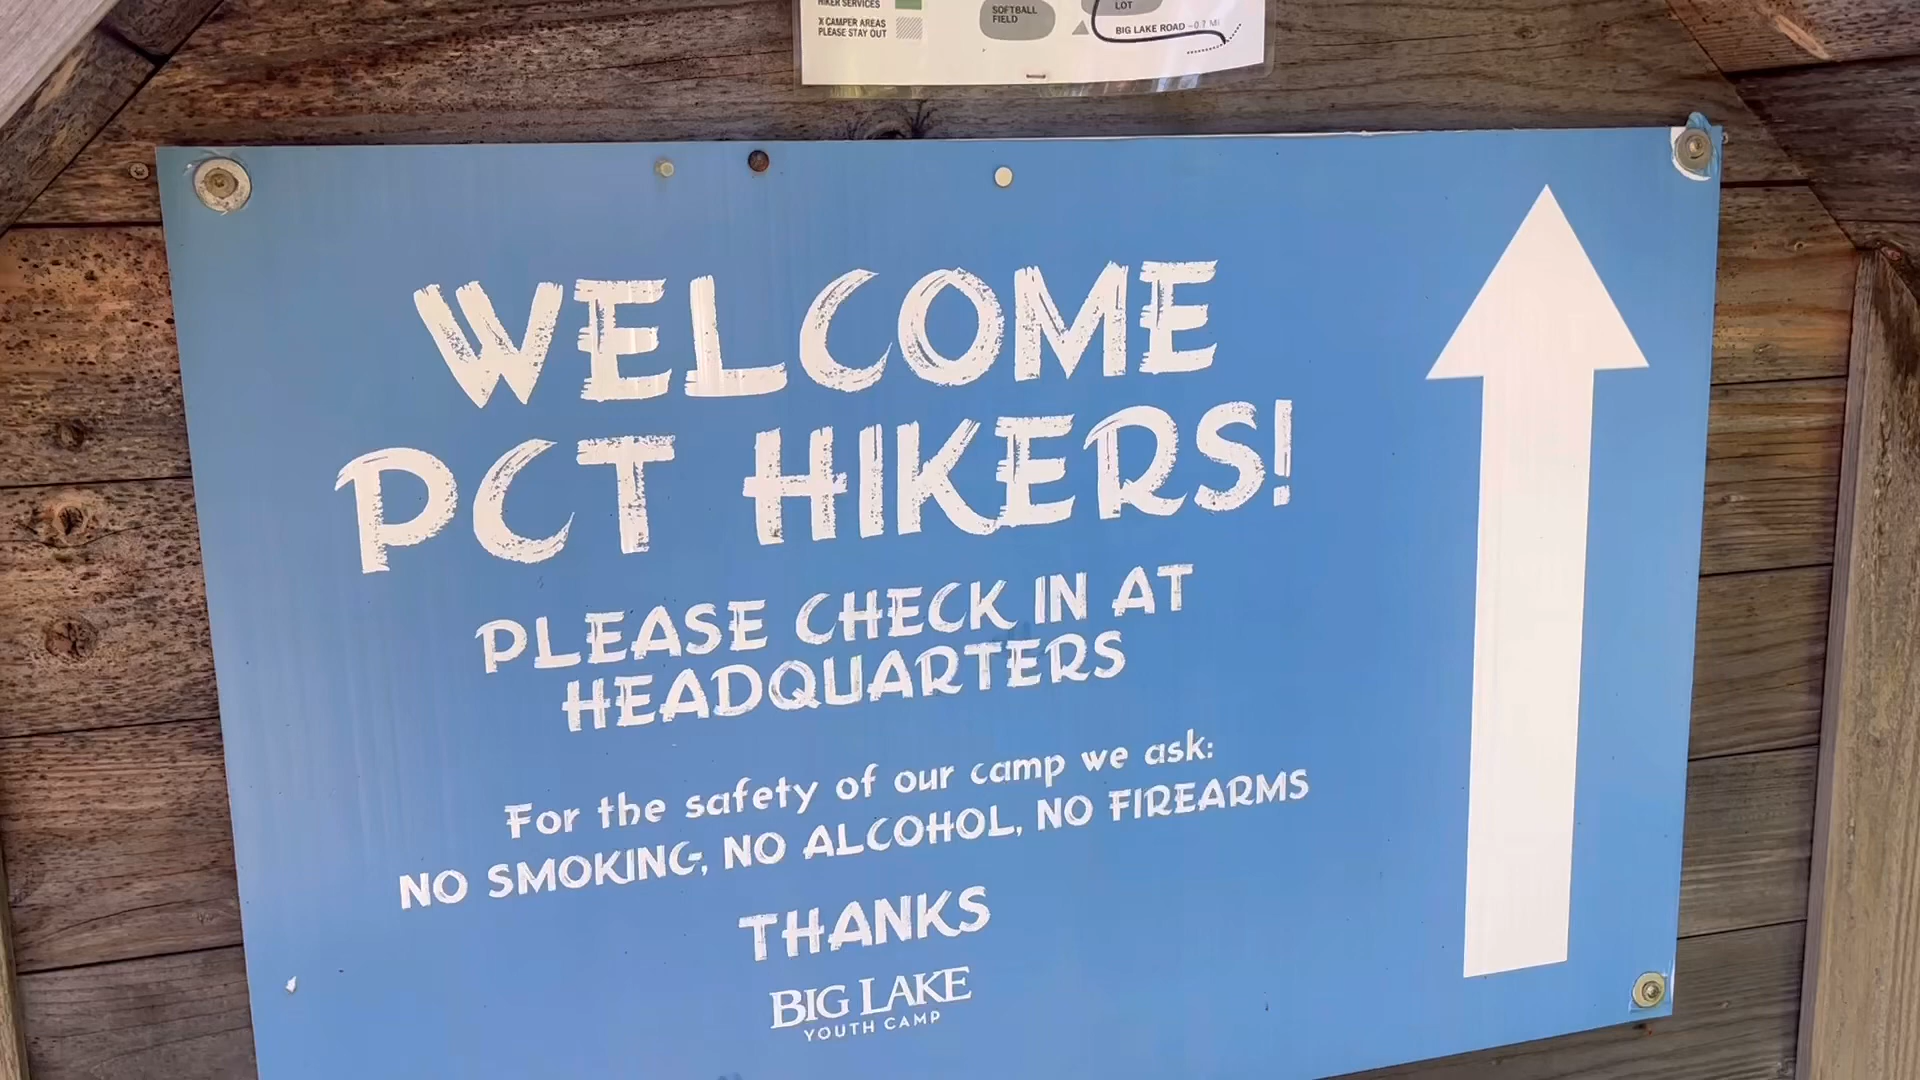 HIKER SERVICES
CAMPER AREAS
PLEASE STAY OUT
SOFTBALL
FIELD
LOT
BIG LAKE ROAD ~0.7 MI
WELCOME
PCT HIKERS!
PLEASE CHECK IN AT
HEADQUARTERS
For the safety of our camp we ask:
NO SMOKING, NO ALCOHOL, NO FIREARMS
THANKS
BIG LAKE
YOUTH CAMP